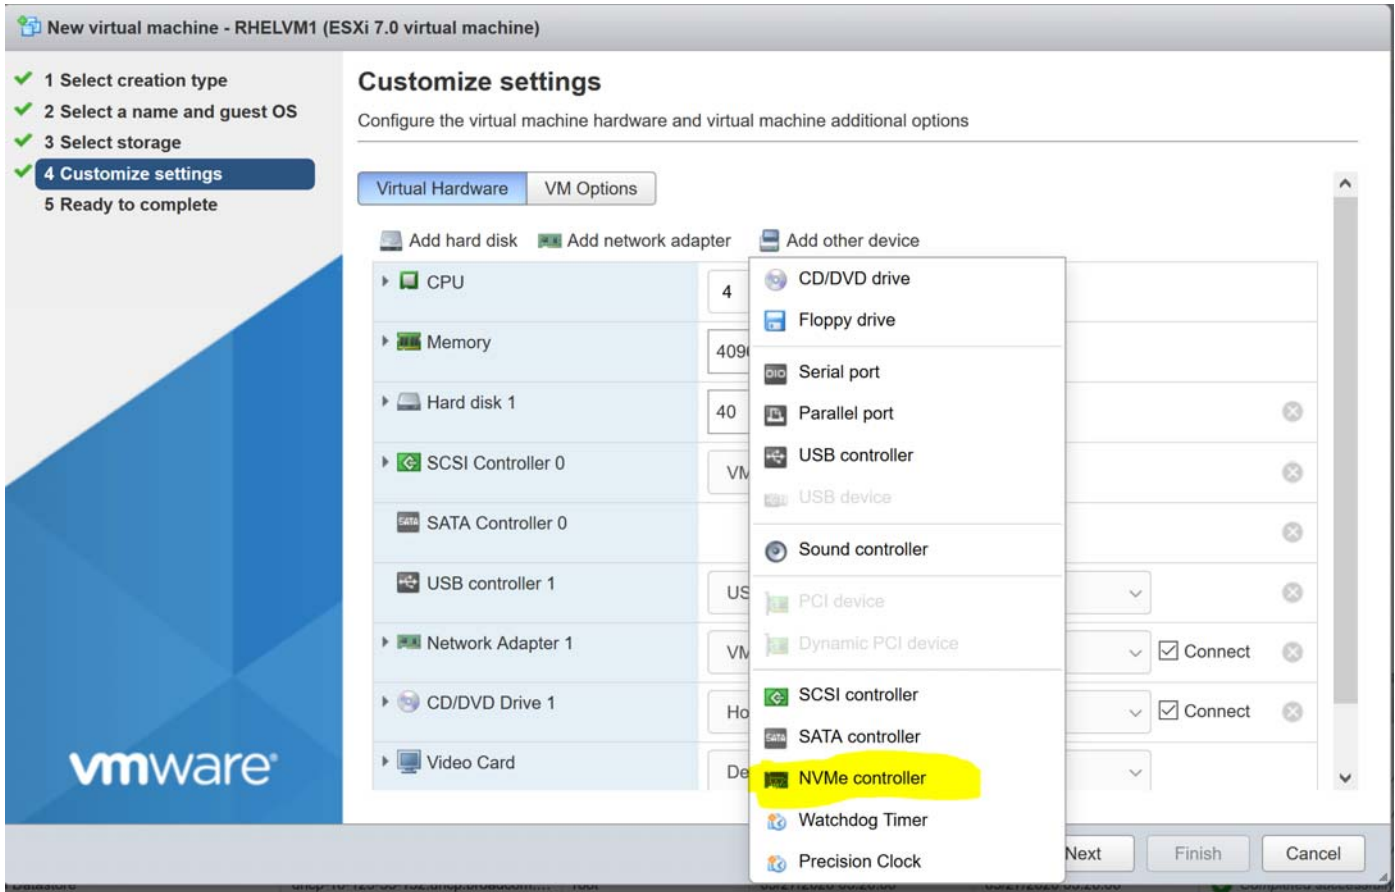 New virtual machine - RHELVM1 (ESXi 7.0 virtual machine)
1 Select creation type
2 Select a name and guest OS
3 Select storage
4 Customize settings
5 Ready to complete
vmware®
Customize settings
Configure the virtual machine hardware and virtual machine additional options
Virtual Hardware VM Options
Add hard disk Add network adapter Add other device
CPU 4
Memory
Hard disk 1 40
SCSI Controller 0
SATA Controller 0
SATA
USB controller 1
Network Adapter 1 Connect
CD/DVD Drive 1 Connect
Video Card
CD/DVD drive
Floppy drive
Serial port
Parallel port
USB controller
USB device
Sound controller
PCI device
Dynamic PCI device
SCSI controller
SATA controller
SATA
NVMe controller
Watchdog Timer
Precision Clock
Next Finish Cancel